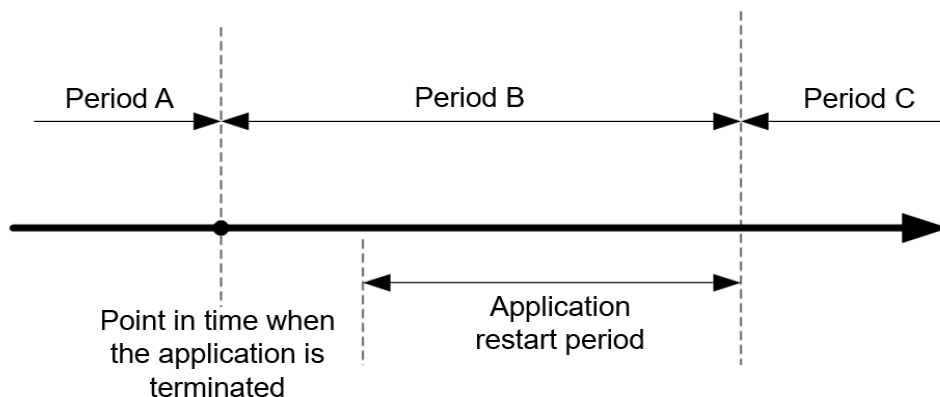 Period A
Period B
Period C
Point in time when
the application is
terminated
Application
restart period